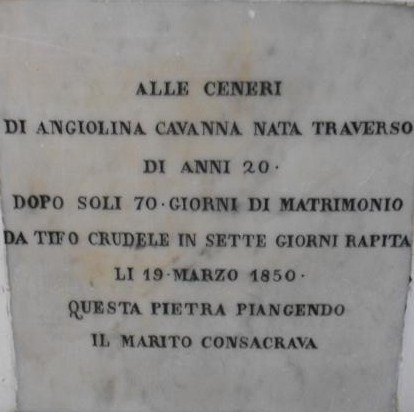 ALLE CENERI
DI ANGIOLINA CAVANNA NATA TRAVERSO
DI ANNI 20·
DOPO SOLI 70·GIORNI DI MATRIMONIO
DA TIFO CRUDELE IN SETTE GIORNI RAPITA
LI 19·MARZO 1850·
QUESTA PIETRA PIANGENDO
IL MARITO CONSACRAVA